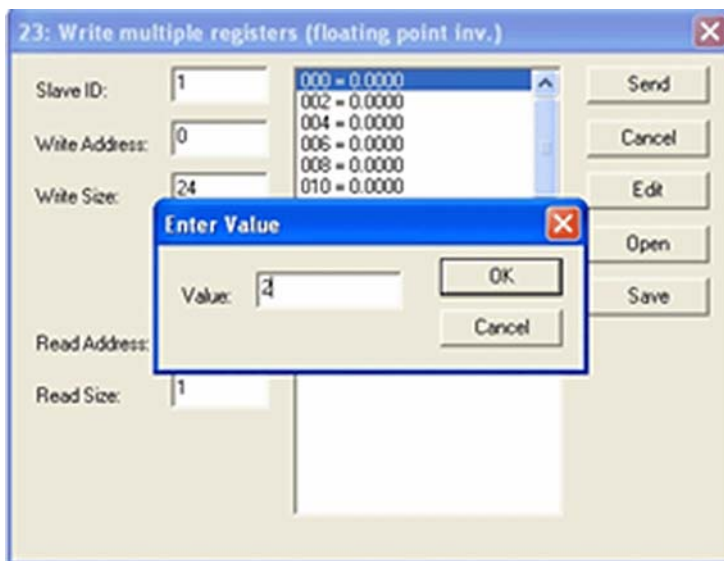 23: Write multiple registers (floating point inv.)
Slave ID: 1
Write Address: 0
Write Size: 24
000 = 0.0000
002 = 0.0000
004 = 0.0000
006 = 0.0000
008 = 0.0000
010 = 0.0000
Send
Cancel
Edit
Open
Save
Enter Value
Value: 2
OK
Cancel
Read Address:
Read Size: 1